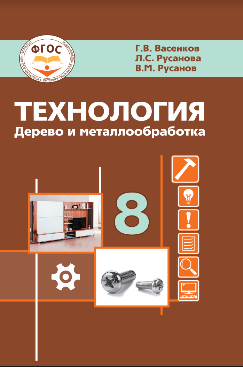 ФГОС
Г.В. Васенков
Л.С. Русанова
В.М. Русанов
ТЕХНОЛОГИЯ
Дерево и металлообработка
8